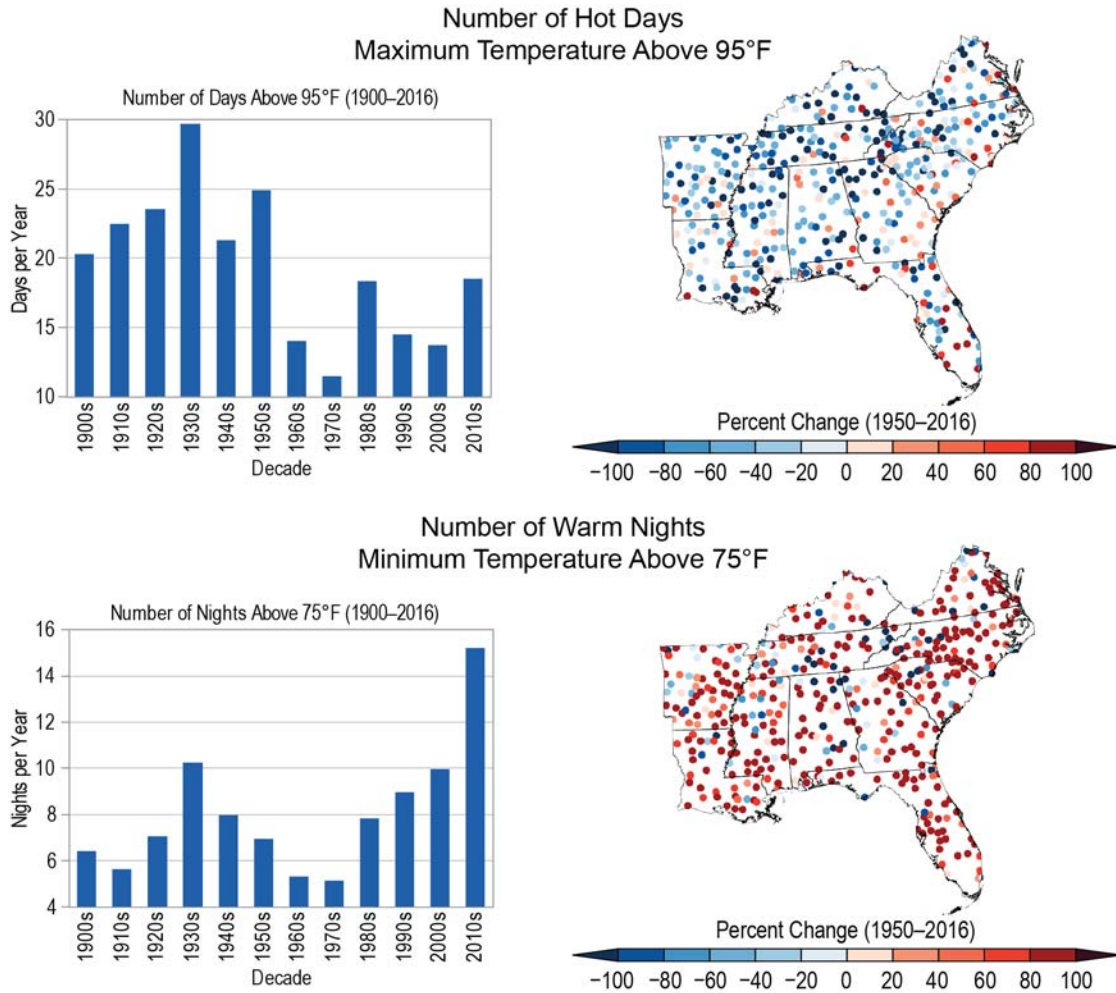 Number of Hot Days
Maximum Temperature Above 95°F
Number of Days Above 95°F (1900–2016)
30
25
20
15
10
Days per Year
1900s
1910s
1920s
1930s
1940s
1950s
1960s
1970s
1980s
1990s
2000s
2010s
Decade
Percent Change (1950–2016)
−100 −80 −60 −40 −20 0 20 40 60 80 100
Number of Warm Nights
Minimum Temperature Above 75°F
Number of Nights Above 75°F (1900–2016)
16
14
12
10
8
6
4
Nights per Year
1900s
1910s
1920s
1930s
1940s
1950s
1960s
1970s
1980s
1990s
2000s
2010s
Decade
Percent Change (1950–2016)
−100 −80 −60 −40 −20 0 20 40 60 80 100